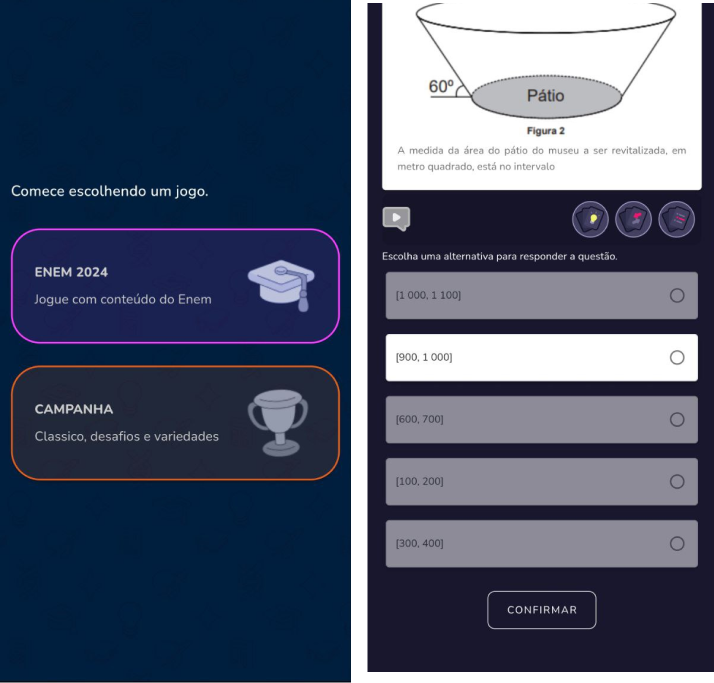 Comece escolhendo um jogo.
ENEM 2024
Jogue com conteúdo do Enem
CAMPANHA
Classico, desafios e variedades
60º
Pátio
Figura 2
A medida da área do pátio do museu a ser revitalizada, em
metro quadrado, está no intervalo
Escolha uma alternativa para responder a questão.
[1 000, 1 100]
[900, 1 000]
[600, 700]
[100, 200]
[300, 400]
CONFIRMAR